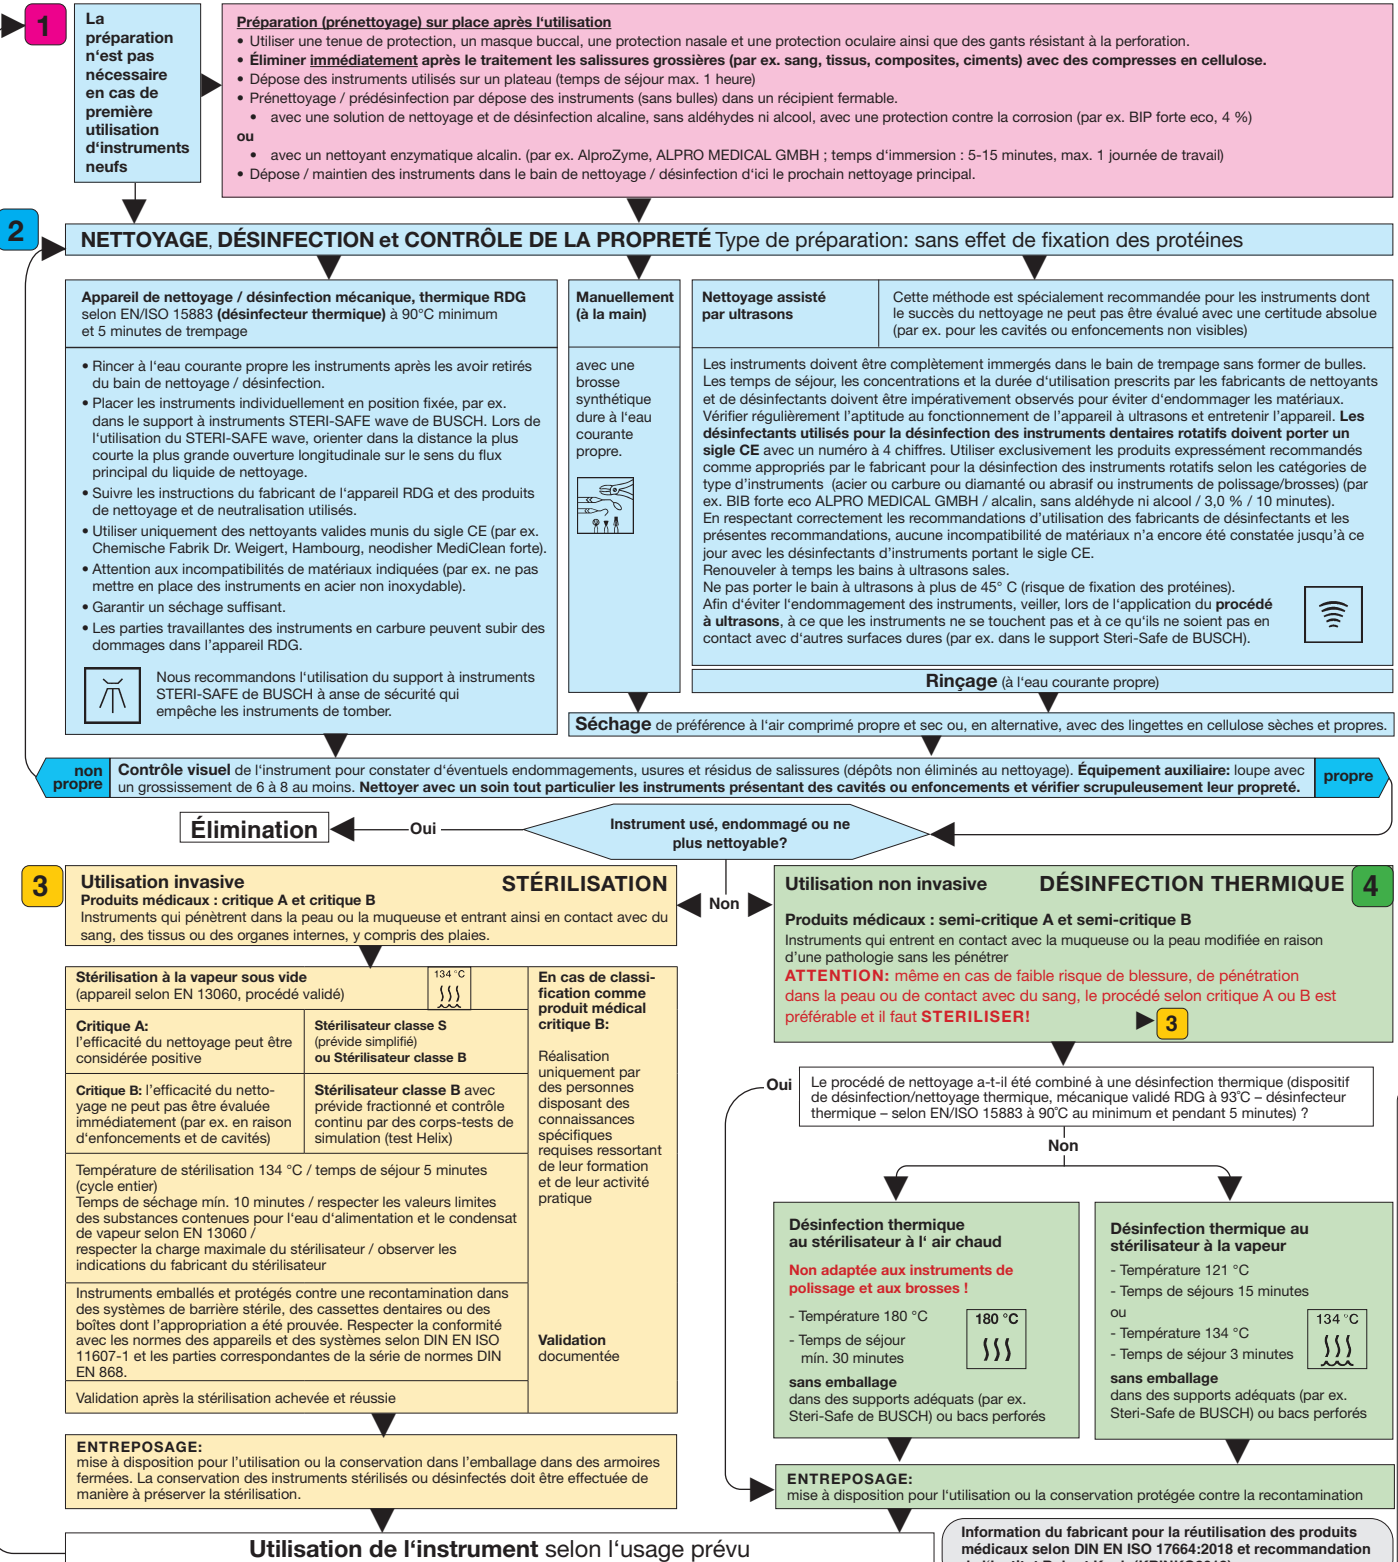 1
La
préparation
n'est pas
nécessaire
en cas de
première
utilisation
d'instruments
neufs
Préparation (prénettoyage) sur place après l'utilisation
• Utiliser une tenue de protection, un masque buccal, une protection nasale et une protection oculaire ainsi que des gants résistant à la perforation.
• Éliminer immédiatement après le traitement les salissures grossières (par ex. sang, tissus, composites, ciments) avec des compresses en cellulose.
• Dépose des instruments utilisés sur un plateau (temps de séjour max. 1 heure)
• Prénettoyage / prédésinfection par dépose des instruments (sans bulles) dans un récipient fermable.
• avec une solution de nettoyage et de désinfection alcaline, sans aldéhydes ni alcool, avec une protection contre la corrosion (par ex. BIP forte eco, 4 %)
ou
• avec un nettoyant enzymatique alcalin. (par ex. AlproZyme, ALPRO MEDICAL GMBH ; temps d'immersion : 5-15 minutes, max. 1 journée de travail)
• Dépose / maintien des instruments dans le bain de nettoyage / désinfection d'ici le prochain nettoyage principal.
2
NETTOYAGE, DÉSINFECTION et CONTRÔLE DE LA PROPRETÉ Type de préparation: sans effet de fixation des protéines
Appareil de nettoyage / désinfection mécanique, thermique RDG
selon EN/ISO 15883 (désinfecteur thermique) à 90°C minimum
et 5 minutes de trempage
• Rincer à l'eau courante propre les instruments après les avoir retirés
du bain de nettoyage / désinfection.
• Placer les instruments individuellement en position fixée, par ex.
dans le support à instruments STERI-SAFE wave de BUSCH. Lors de
l'utilisation du STERI-SAFE wave, orienter dans la distance la plus
courte la plus grande ouverture longitudinale sur le sens du flux
principal du liquide de nettoyage.
• Suivre les instructions du fabricant de l'appareil RDG et des produits
de nettoyage et de neutralisation utilisés.
• Utiliser uniquement des nettoyants valides munis du sigle CE (par ex.
Chemische Fabrik Dr. Weigert, Hambourg, neodisher MediClean forte).
• Attention aux incompatibilités de matériaux indiquées (par ex. ne pas
mettre en place des instruments en acier non inoxydable).
• Garantir un séchage suffisant.
• Les parties travaillantes des instruments en carbure peuvent subir des
dommages dans l'appareil RDG.
Nous recommandons l'utilisation du support à instruments
STERI-SAFE de BUSCH à anse de sécurité qui
empêche les instruments de tomber.
Manuellement
(à la main)
avec une
brosse
synthétique
dure à l'eau
courante
propre.
Nettoyage assisté
par ultrasons
Cette méthode est spécialement recommandée pour les instruments dont
le succès du nettoyage ne peut pas être évalué avec une certitude absolue
(par ex. pour les cavités ou enfoncements non visibles)
Les instruments doivent être complètement immergés dans le bain de trempage sans former de bulles.
Les temps de séjour, les concentrations et la durée d'utilisation prescrits par les fabricants de nettoyants
et de désinfectants doivent être impérativement observés pour éviter d'endommager les matériaux.
Vérifier régulièrement l'aptitude au fonctionnement de l'appareil à ultrasons et entretenir l'appareil. Les
désinfectants utilisés pour la désinfection des instruments dentaires rotatifs doivent porter un
sigle CE avec un numéro à 4 chiffres. Utiliser exclusivement les produits expressément recommandés
comme appropriés par le fabricant pour la désinfection des instruments rotatifs selon les catégories de
type d'instruments (acier ou carbure ou diamanté ou abrasif ou instruments de polissage/brosses) (par
ex. BIB forte eco ALPRO MEDICAL GMBH / alcalin, sans aldéhyde ni alcool / 3,0 % / 10 minutes).
En respectant correctement les recommandations d'utilisation des fabricants de désinfectants et les
présentes recommandations, aucune incompatibilité de matériaux n'a encore été constatée jusqu'à ce
jour avec les désinfectants d'instruments portant le sigle CE.
Renouveler à temps les bains à ultrasons sales.
Ne pas porter le bain à ultrasons à plus de 45° C (risque de fixation des protéines).
Afin d'éviter l'endommagement des instruments, veiller, lors de l'application du procédé
à ultrasons, à ce que les instruments ne se touchent pas et à ce qu'ils ne soient pas en
contact avec d'autres surfaces dures (par ex. dans le support Steri-Safe de BUSCH).
Rinçage (à l'eau courante propre)
Séchage de préférence à l'air comprimé propre et sec ou, en alternative, avec des lingettes en cellulose sèches et propres.
non
propre
Contrôle visuel de l'instrument pour constater d'éventuels endommagements, usures et résidus de salissures (dépôts non éliminés au nettoyage). Équipement auxiliaire: loupe avec
un grossissement de 6 à 8 au moins. Nettoyer avec un soin tout particulier les instruments présentant des cavités ou enfoncements et vérifier scrupuleusement leur propreté.
propre
Élimination
Oui
Instrument usé, endommagé ou ne
plus nettoyable?
Non
3
Utilisation invasive STÉRILISATION
Produits médicaux : critique A et critique B
Instruments qui pénètrent dans la peau ou la muqueuse et entrant ainsi en contact avec du
sang, des tissus ou des organes internes, y compris des plaies.
Stérilisation à la vapeur sous vide
(appareil selon EN 13060, procédé validé)
134 °C
Critique A:
l'efficacité du nettoyage peut être
considérée positive
Stérilisateur classe S
(prévide simplifié)
ou Stérilisateur classe B
Critique B: l'efficacité du netto-
yage ne peut pas être évaluée
immédiatement (par ex. en raison
d'enfoncements et de cavités)
Stérilisateur classe B avec
prévide fractionné et contrôle
continu par des corps-tests de
simulation (test Helix)
Température de stérilisation 134 °C / temps de séjour 5 minutes
(cycle entier)
Temps de séchage mín. 10 minutes / respecter les valeurs limites
des substances contenues pour l'eau d'alimentation et le condensat
de vapeur selon EN 13060 /
respecter la charge maximale du stérilisateur / observer les
indications du fabricant du stérilisateur
Instruments emballés et protégés contre une recontamination dans
des systèmes de barrière stérile, des cassettes dentaires ou des
boîtes dont l'appropriation a été prouvée. Respecter la conformité
avec les normes des appareils et des systèmes selon DIN EN ISO
11607-1 et les parties correspondantes de la série de normes DIN
EN 868.
Validation après la stérilisation achevée et réussie
En cas de classi-
fication comme
produit médical
critique B:
Réalisation
uniquement par
des personnes
disposant des
connaissances
spécifiques
requises ressortant
de leur formation
et de leur activité
pratique
Validation
documentée
ENTREPOSAGE:
mise à disposition pour l'utilisation ou la conservation dans l'emballage dans des armoires
fermées. La conservation des instruments stérilisés ou désinfectés doit être effectuée de
manière à préserver la stérilisation.
Utilisation non invasive DÉSINFECTION THERMIQUE
4
Produits médicaux : semi-critique A et semi-critique B
Instruments qui entrent en contact avec la muqueuse ou la peau modifiée en raison
d'une pathologie sans les pénétrer
ATTENTION: même en cas de faible risque de blessure, de pénétration
dans la peau ou de contact avec du sang, le procédé selon critique A ou B est
préférable et il faut STERILISER!
3
Oui
Le procédé de nettoyage a-t-il été combiné à une désinfection thermique (dispositif
de désinfection/nettoyage thermique, mécanique validé RDG à 93°C – désinfecteur
thermique – selon EN/ISO 15883 à 90°C au minimum et pendant 5 minutes) ?
Non
Désinfection thermique
au stérilisateur à l' air chaud
Non adaptée aux instruments de
polissage et aux brosses !
- Température 180 °C
- Temps de séjour
mín. 30 minutes
180 °C
sans emballage
dans des supports adéquats (par ex.
Steri-Safe de BUSCH) ou bacs perforés
Désinfection thermique au
stérilisateur à la vapeur
- Température 121 °C
- Temps de séjours 15 minutes
ou
- Température 134 °C
- Temps de séjour 3 minutes
134 °C
sans emballage
dans des supports adéquats (par ex.
Steri-Safe de BUSCH) ou bacs perforés
ENTREPOSAGE:
mise à disposition pour l'utilisation ou la conservation protégée contre la recontamination
Utilisation de l'instrument selon l'usage prévu
Information du fabricant pour la réutilisation des produits
médicaux selon DIN EN ISO 17664:2018 et recommandation